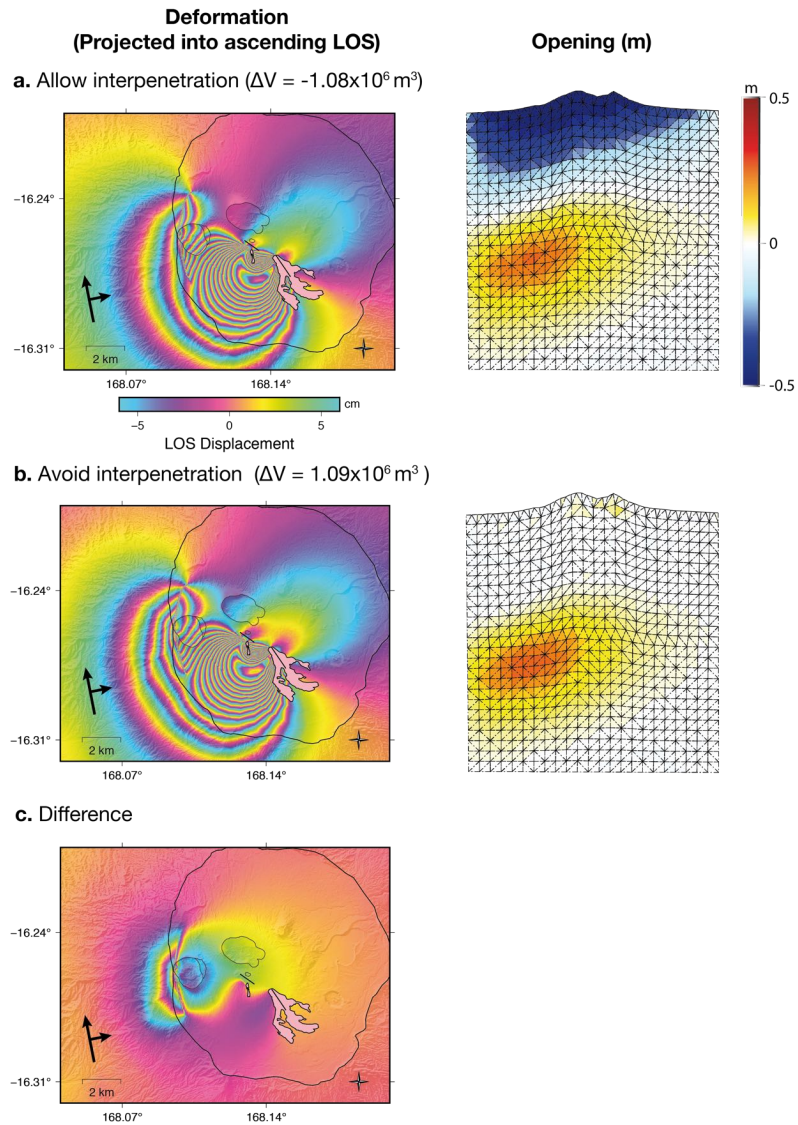 Deformation
(Projected into ascending LOS)
Opening (m)
a. Allow interpenetration (ΔV = -1.08x10⁶ m³)
m
0.5
0
-0.5
−16.24°
−16.31°
2 km
168.07°
168.14°
cm
−5
0
5
LOS Displacement
b. Avoid interpenetration (ΔV = 1.09x10⁶ m³ )
−16.24°
−16.31°
2 km
168.07°
168.14°
c. Difference
−16.24°
−16.31°
2 km
168.07°
168.14°